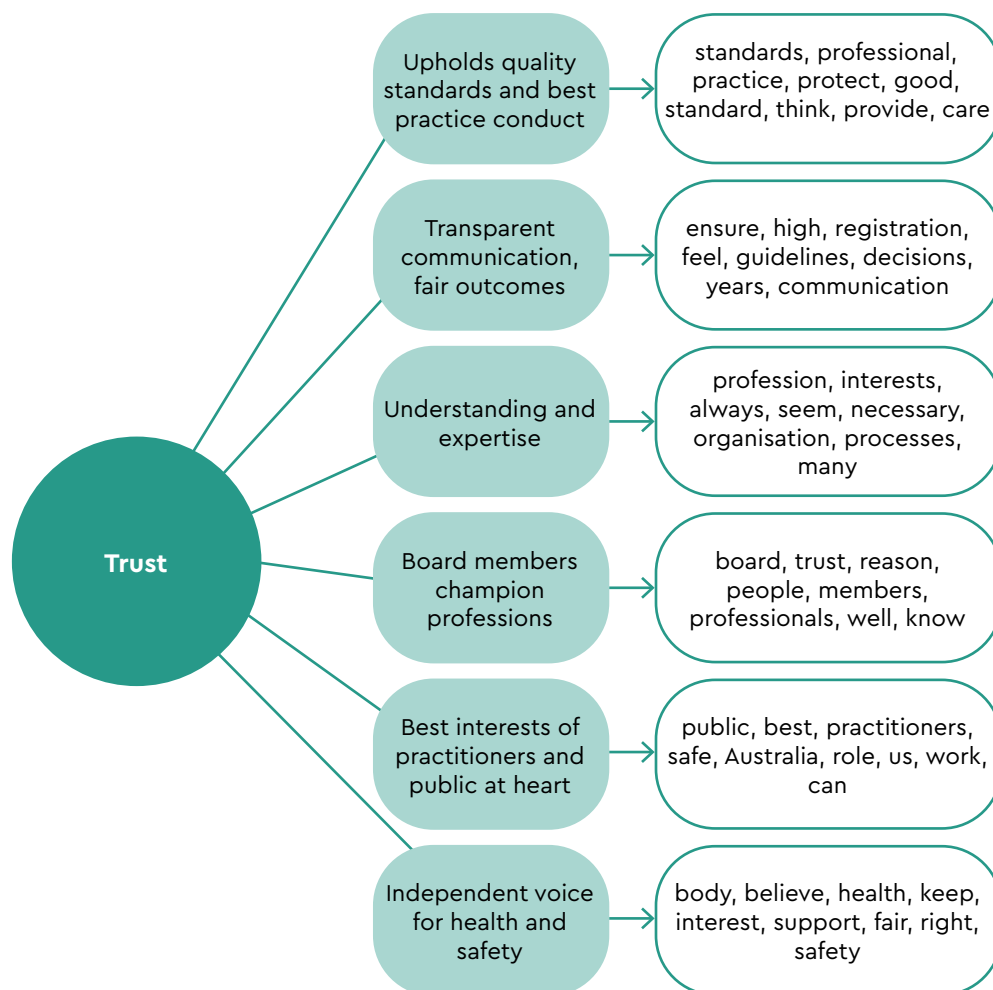 Upholds quality
standards and best
practice conduct
standards, professional,
practice, protect, good,
standard, think, provide, care
Transparent
communication,
fair outcomes
ensure, high, registration,
feel, guidelines, decisions,
years, communication
Understanding and
expertise
profession, interests,
always, seem, necessary,
organisation, processes,
many
Trust
Board members
champion
professions
board, trust, reason,
people, members,
professionals, well, know
Best interests of
practitioners and
public at heart
public, best, practitioners,
safe, Australia, role, us, work,
can
Independent voice
for health and
safety
body, believe, health, keep,
interest, support, fair, right,
safety